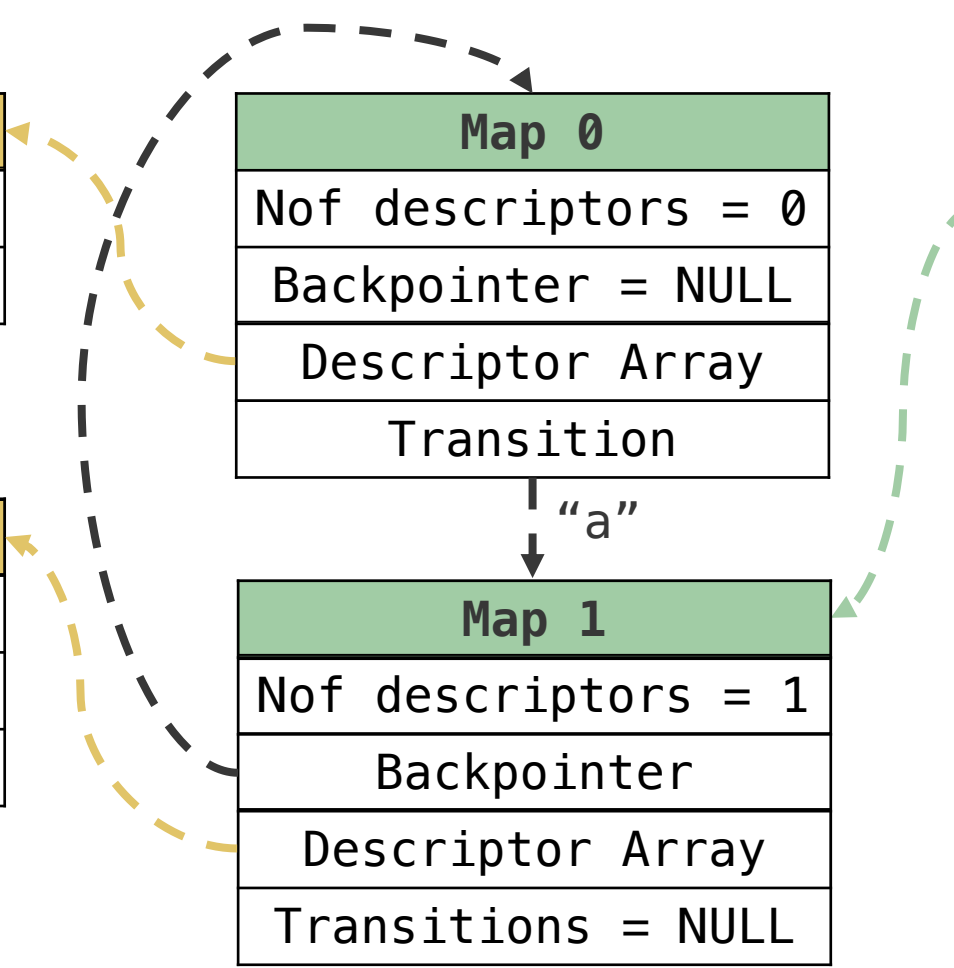 Map 0
Nof descriptors = 0
Backpointer = NULL
Descriptor Array
Transition
“a”
Map 1
Nof descriptors = 1
Backpointer
Descriptor Array
Transitions = NULL